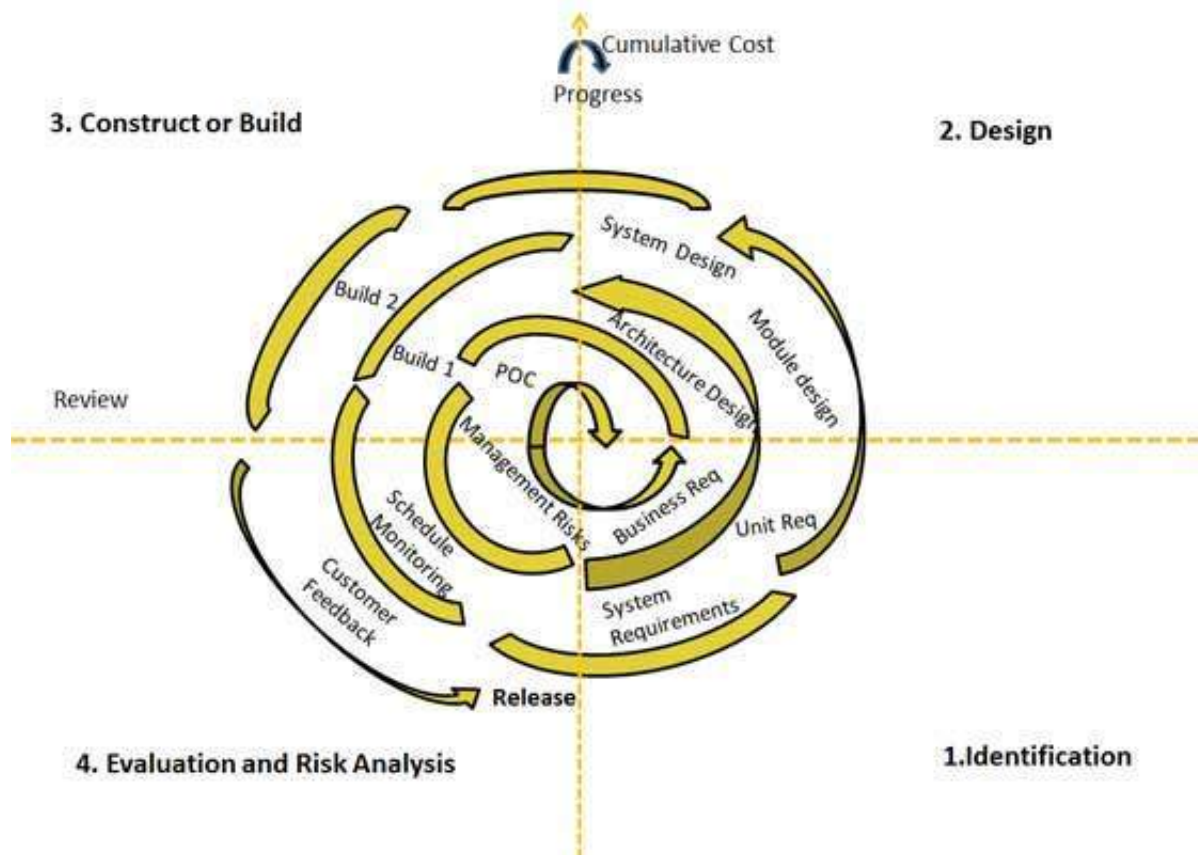 Cumulative Cost
Progress
3. Construct or Build
2. Design
System Design
Build 2
Architecture Design
Module design
Build 1
POC
Review
Management Risks
Business Req
Unit Req
Schedule
Monitoring
System
Requirements
Customer
Feedback
Release
4. Evaluation and Risk Analysis
1.Identification